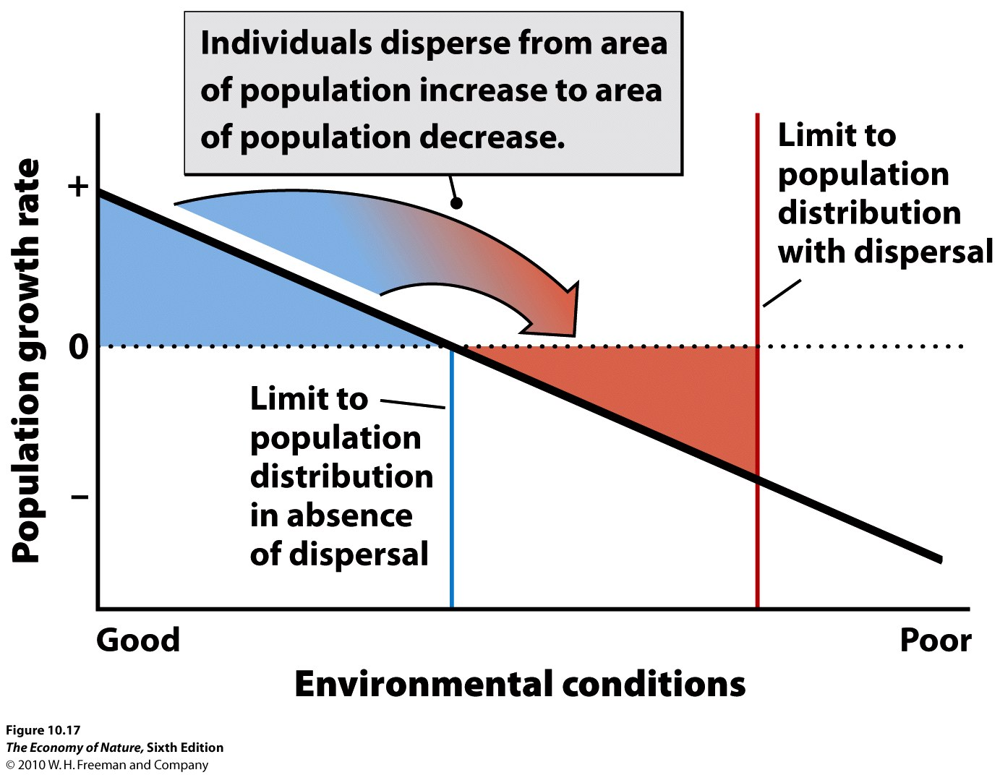 Individuals disperse from area
of population increase to area
of population decrease.
Limit to
population
distribution
with dispersal
Population growth rate
+
0
–
Limit to
population
distribution
in absence
of dispersal
Good
Poor
Environmental conditions
Figure 10.17
The Economy of Nature, Sixth Edition
© 2010 W. H. Freeman and Company